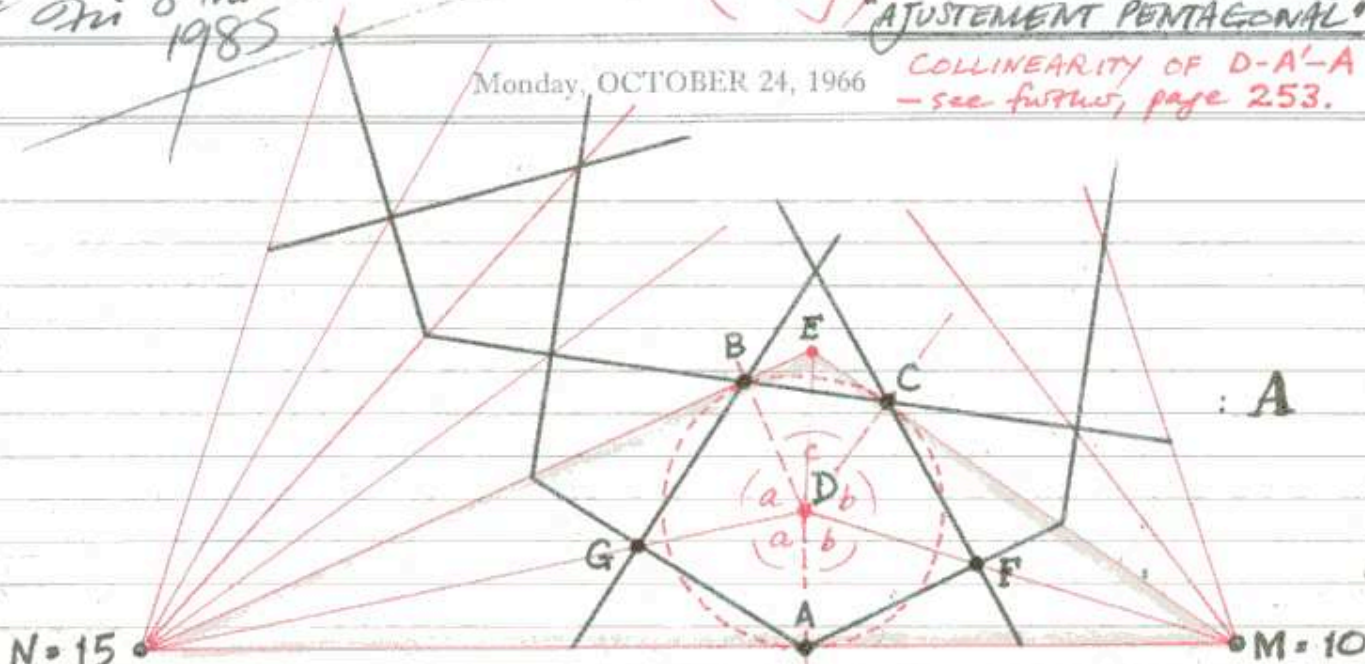 1985
"AJUSTEMENT PENTAGONAL"
Monday, OCTOBER 24, 1966
COLLINEARITY OF D-A'-A
- see further, page 253.
E
B
C
: A
c
(a D b)
G
(a b)
F
A
N = 15
M = 10